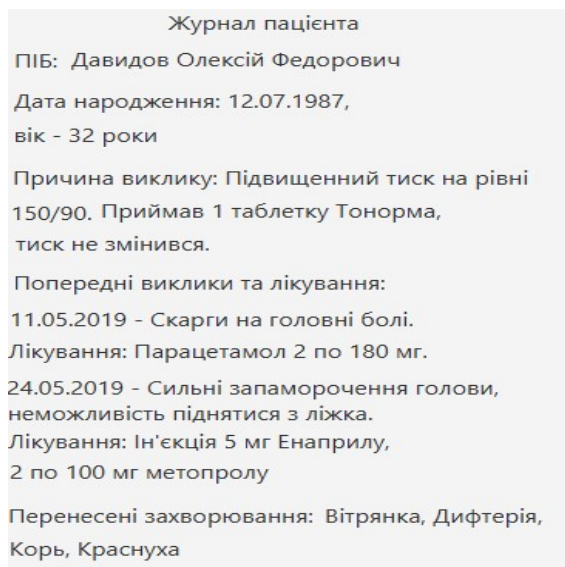 Журнал пацієнта
ПІБ: Давидов Олексій Федорович
Дата народження: 12.07.1987,
вік - 32 роки
Причина виклику: Підвищенний тиск на рівні
150/90. Приймав 1 таблетку Тонорма,
тиск не змінився.
Попередні виклики та лікування:
11.05.2019 - Скарги на головні болі.
Лікування: Парацетамол 2 по 180 мг.
24.05.2019 - Сильні запаморочення голови,
неможливість піднятися з ліжка.
Лікування: Ін'єкція 5 мг Енаприлу,
2 по 100 мг метопролу
Перенесені захворювання: Вітрянка, Дифтерія,
Корь, Краснуха